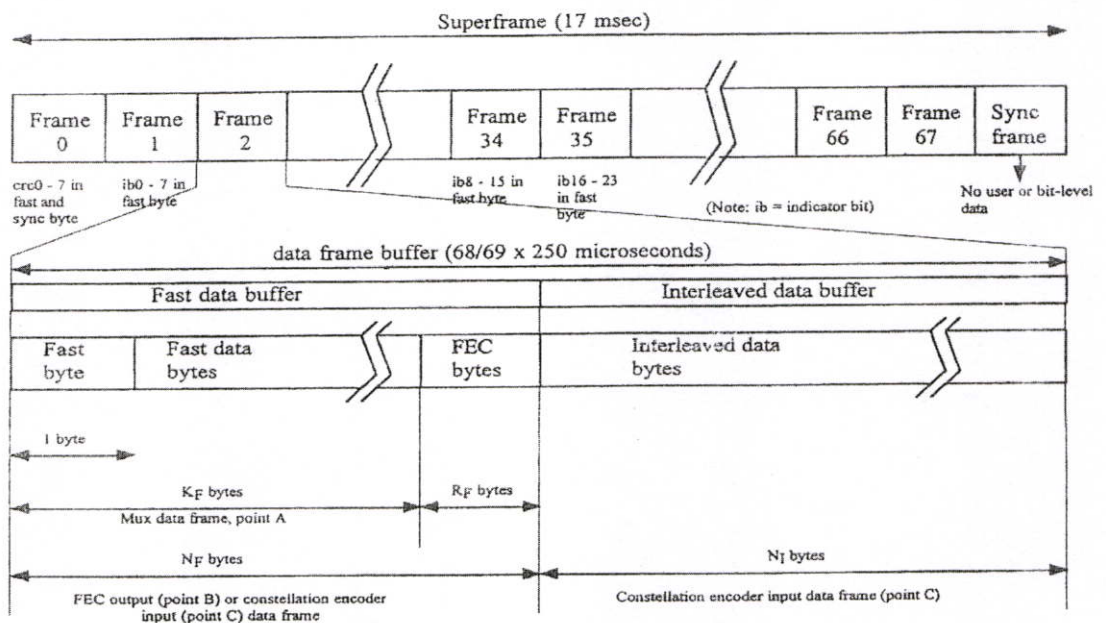 Superframe (17 msec)
Frame 0
Frame 1
Frame 2
Frame 34
Frame 35
Frame 66
Frame 67
Sync frame
crc0 - 7 in
fast and
sync byte
ib0 - 7 in
fast byte
ib8 - 15 in
fast byte
ib16 - 23
in fast
byte
(Note: ib = indicator bit)
No user or bit-level
data
data frame buffer (68/69 x 250 microseconds)
Fast data buffer
Interleaved data buffer
Fast
byte
Fast data
bytes
FEC
bytes
Interleaved data
bytes
1 byte
KF bytes
RF bytes
Mux data frame, point A
NF bytes
NI bytes
FEC output (point B) or constellation encoder
input (point C) data frame
Constellation encoder input data frame (point C)